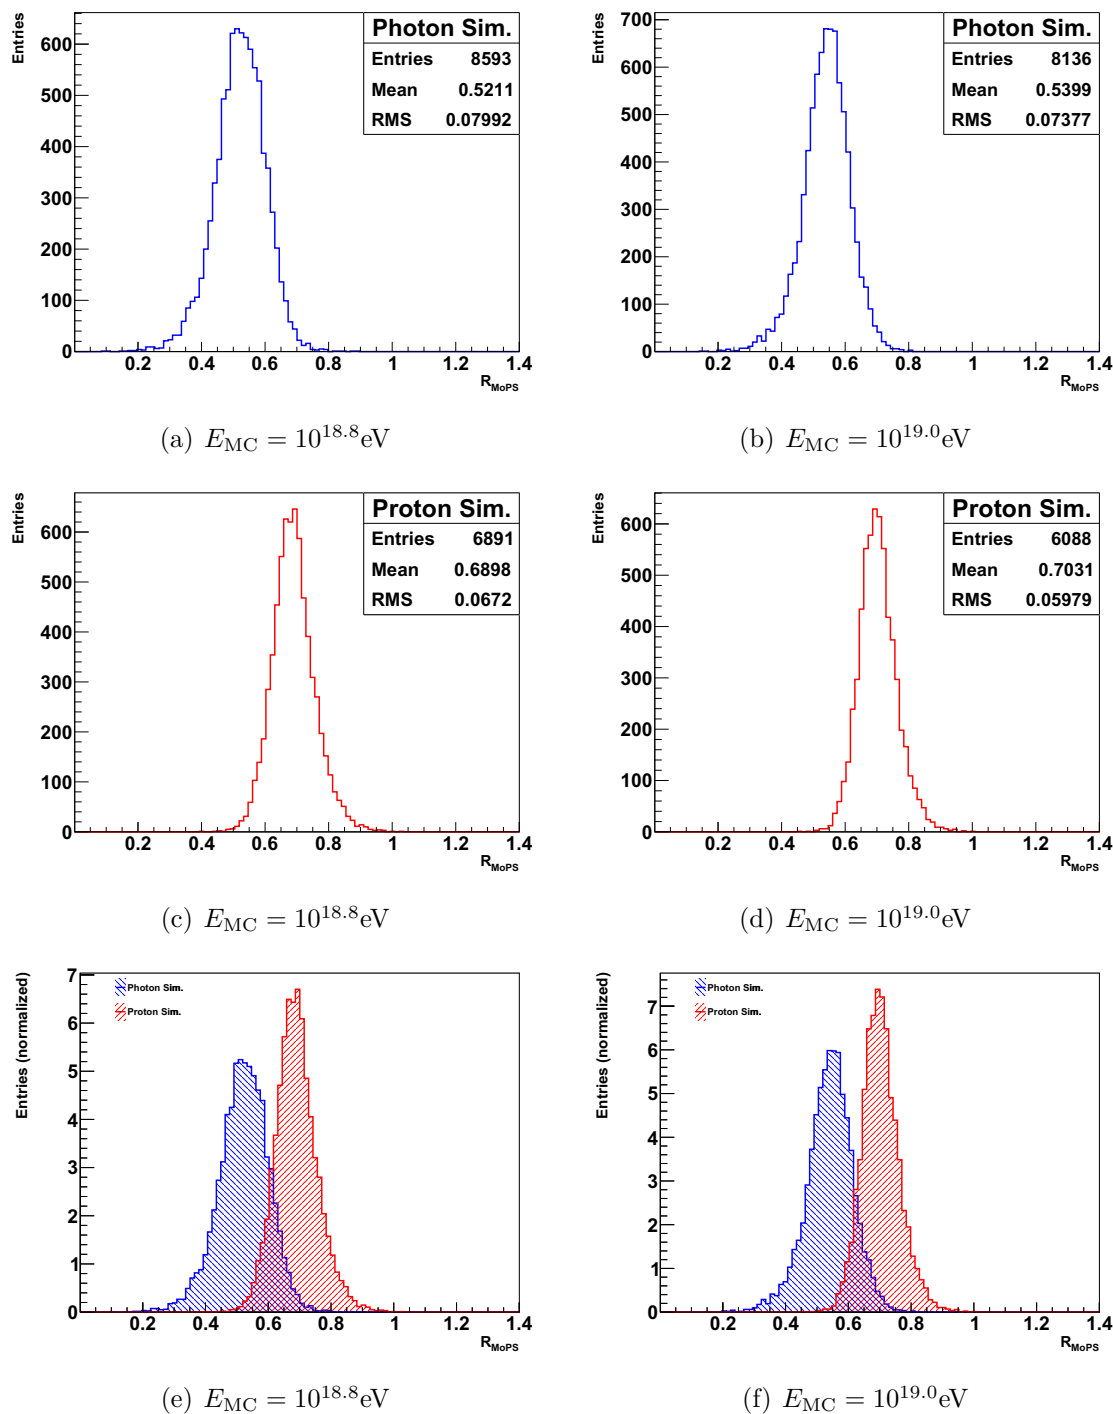 Entries
Photon Sim.
Entries 8593
Mean 0.5211
RMS 0.07992
600
500
400
300
200
100
0
0.2 0.4 0.6 0.8 1 1.2 1.4
R_MoPS
(a) E_MC = 10^18.8 eV
Entries
Photon Sim.
Entries 8136
Mean 0.5399
RMS 0.07377
700
600
500
400
300
200
100
0
0.2 0.4 0.6 0.8 1 1.2 1.4
R_MoPS
(b) E_MC = 10^19.0 eV
Entries
Proton Sim.
Entries 6891
Mean 0.6898
RMS 0.0672
600
500
400
300
200
100
0
0.2 0.4 0.6 0.8 1 1.2 1.4
R_MoPS
(c) E_MC = 10^18.8 eV
Entries
Proton Sim.
Entries 6088
Mean 0.7031
RMS 0.05979
600
500
400
300
200
100
0
0.2 0.4 0.6 0.8 1 1.2 1.4
R_MoPS
(d) E_MC = 10^19.0 eV
Entries (normalized)
Photon Sim.
Proton Sim.
7
6
5
4
3
2
1
0
0.2 0.4 0.6 0.8 1 1.2 1.4
R_MoPS
(e) E_MC = 10^18.8 eV
Entries (normalized)
Photon Sim.
Proton Sim.
7
6
5
4
3
2
1
0
0.2 0.4 0.6 0.8 1 1.2 1.4
R_MoPS
(f) E_MC = 10^19.0 eV